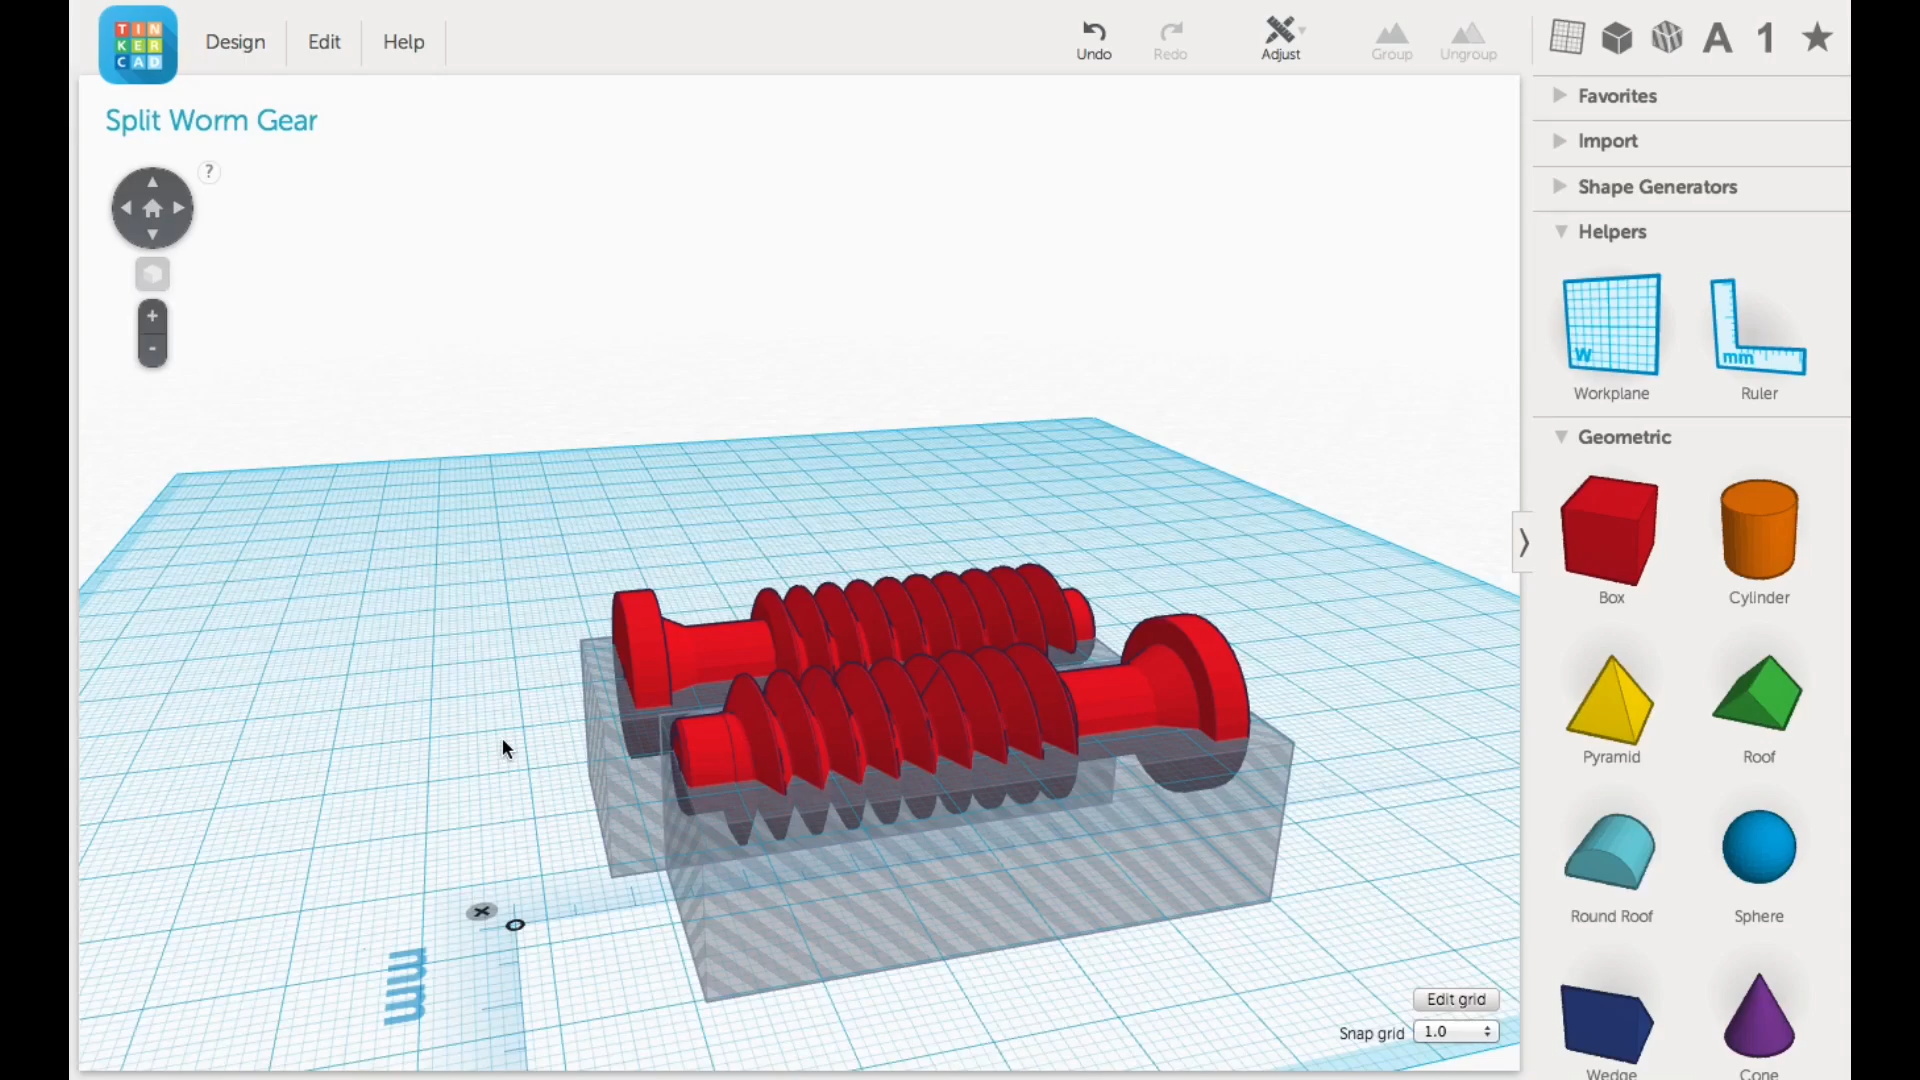 TIN
KER
CAD
Design
Edit
Help
Undo
Redo
Adjust
Group
Ungroup
A
1
Split Worm Gear
?
+
-
Favorites
Import
Shape Generators
Helpers
W
mm
Workplane
Ruler
Geometric
Box
Cylinder
Pyramid
Roof
Round Roof
Sphere
Wedge
Cone
mm
Edit grid
Snap grid 1.0